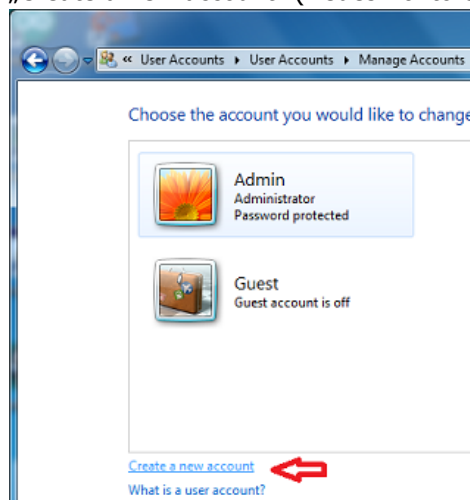 « User Accounts ▸ User Accounts ▸ Manage Accounts
Choose the account you would like to change
Admin
Administrator
Password protected
Guest
Guest account is off
Create a new account
What is a user account?